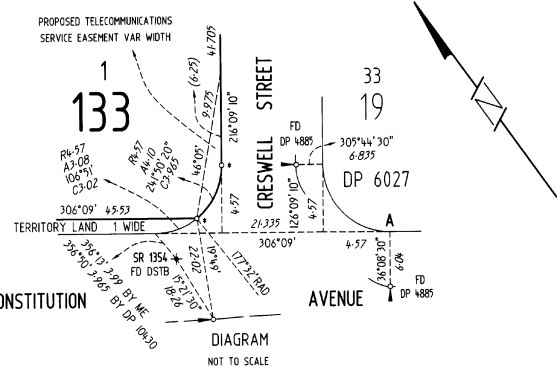 PROPOSED TELECOMMUNICATIONS
SERVICE EASEMENT VAR WIDTH
1
133
(6·25)
9·975
41·705
216°09'10"
CRESWELL STREET
33
19
FD
DP 4885
305°44'30"
6·835
DP 6027
R4·57
A3·08
106°51'
C3·02
R4·57
A4·10
241°50'20"
C3·965
46°05'
4·57
126°09'10"
4·57
306°09' 45·53
TERRITORY LAND 1 WIDE
21·335
306°09'
4·57
A
356°13' 3·99 BY ME
356°50' 3·965 BY DP 10430
SR 1354
FD DSTB
15°21'30"
18·26
22·02
19°49'
177°32' RAD
36°08'30"
6·04
FD
DP 4885
ONSTITUTION
AVENUE
DIAGRAM
NOT TO SCALE